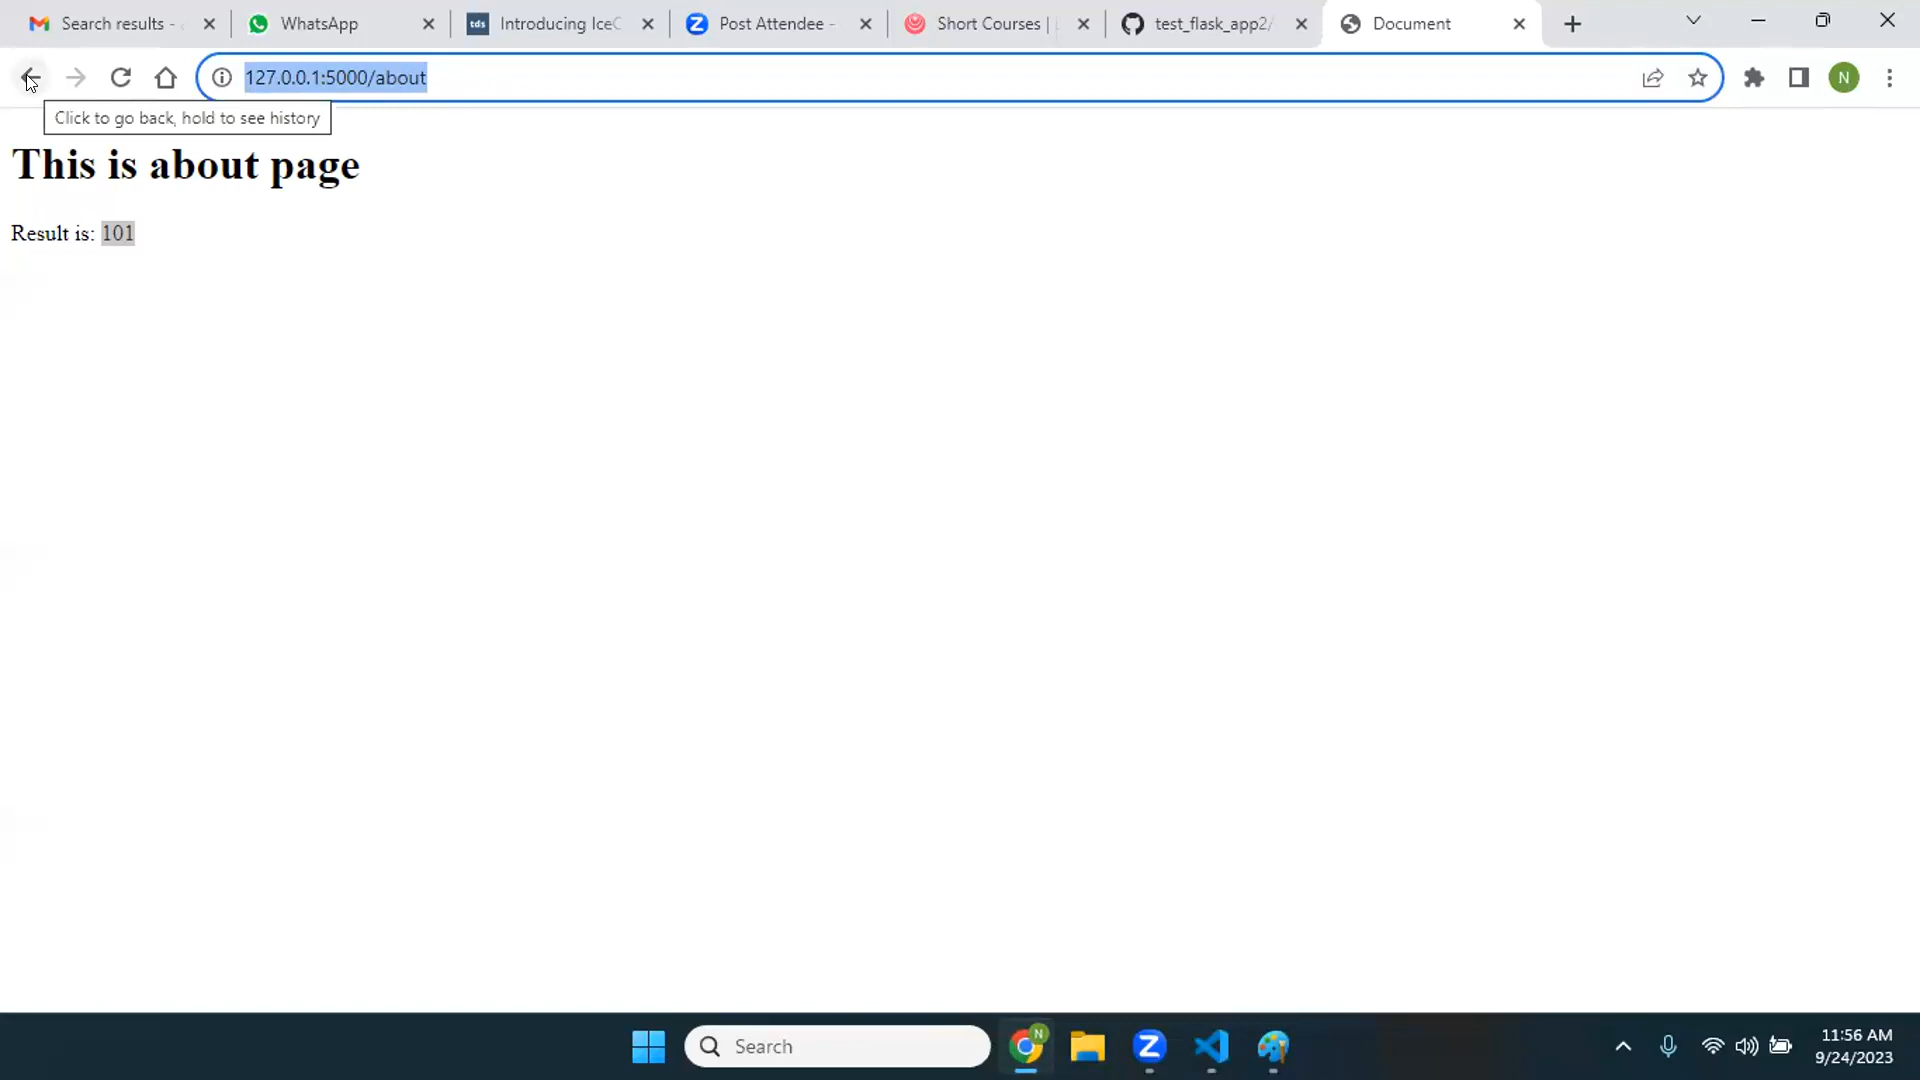 Search results -
WhatsApp
tds
Introducing Ice
Post Attendee -
Short Courses |
test_flask_app2/
Document
127.0.0.1:5000/about
N
Click to go back, hold to see history
This is about page
Result is: 101
Search
N
11:56 AM
9/24/2023